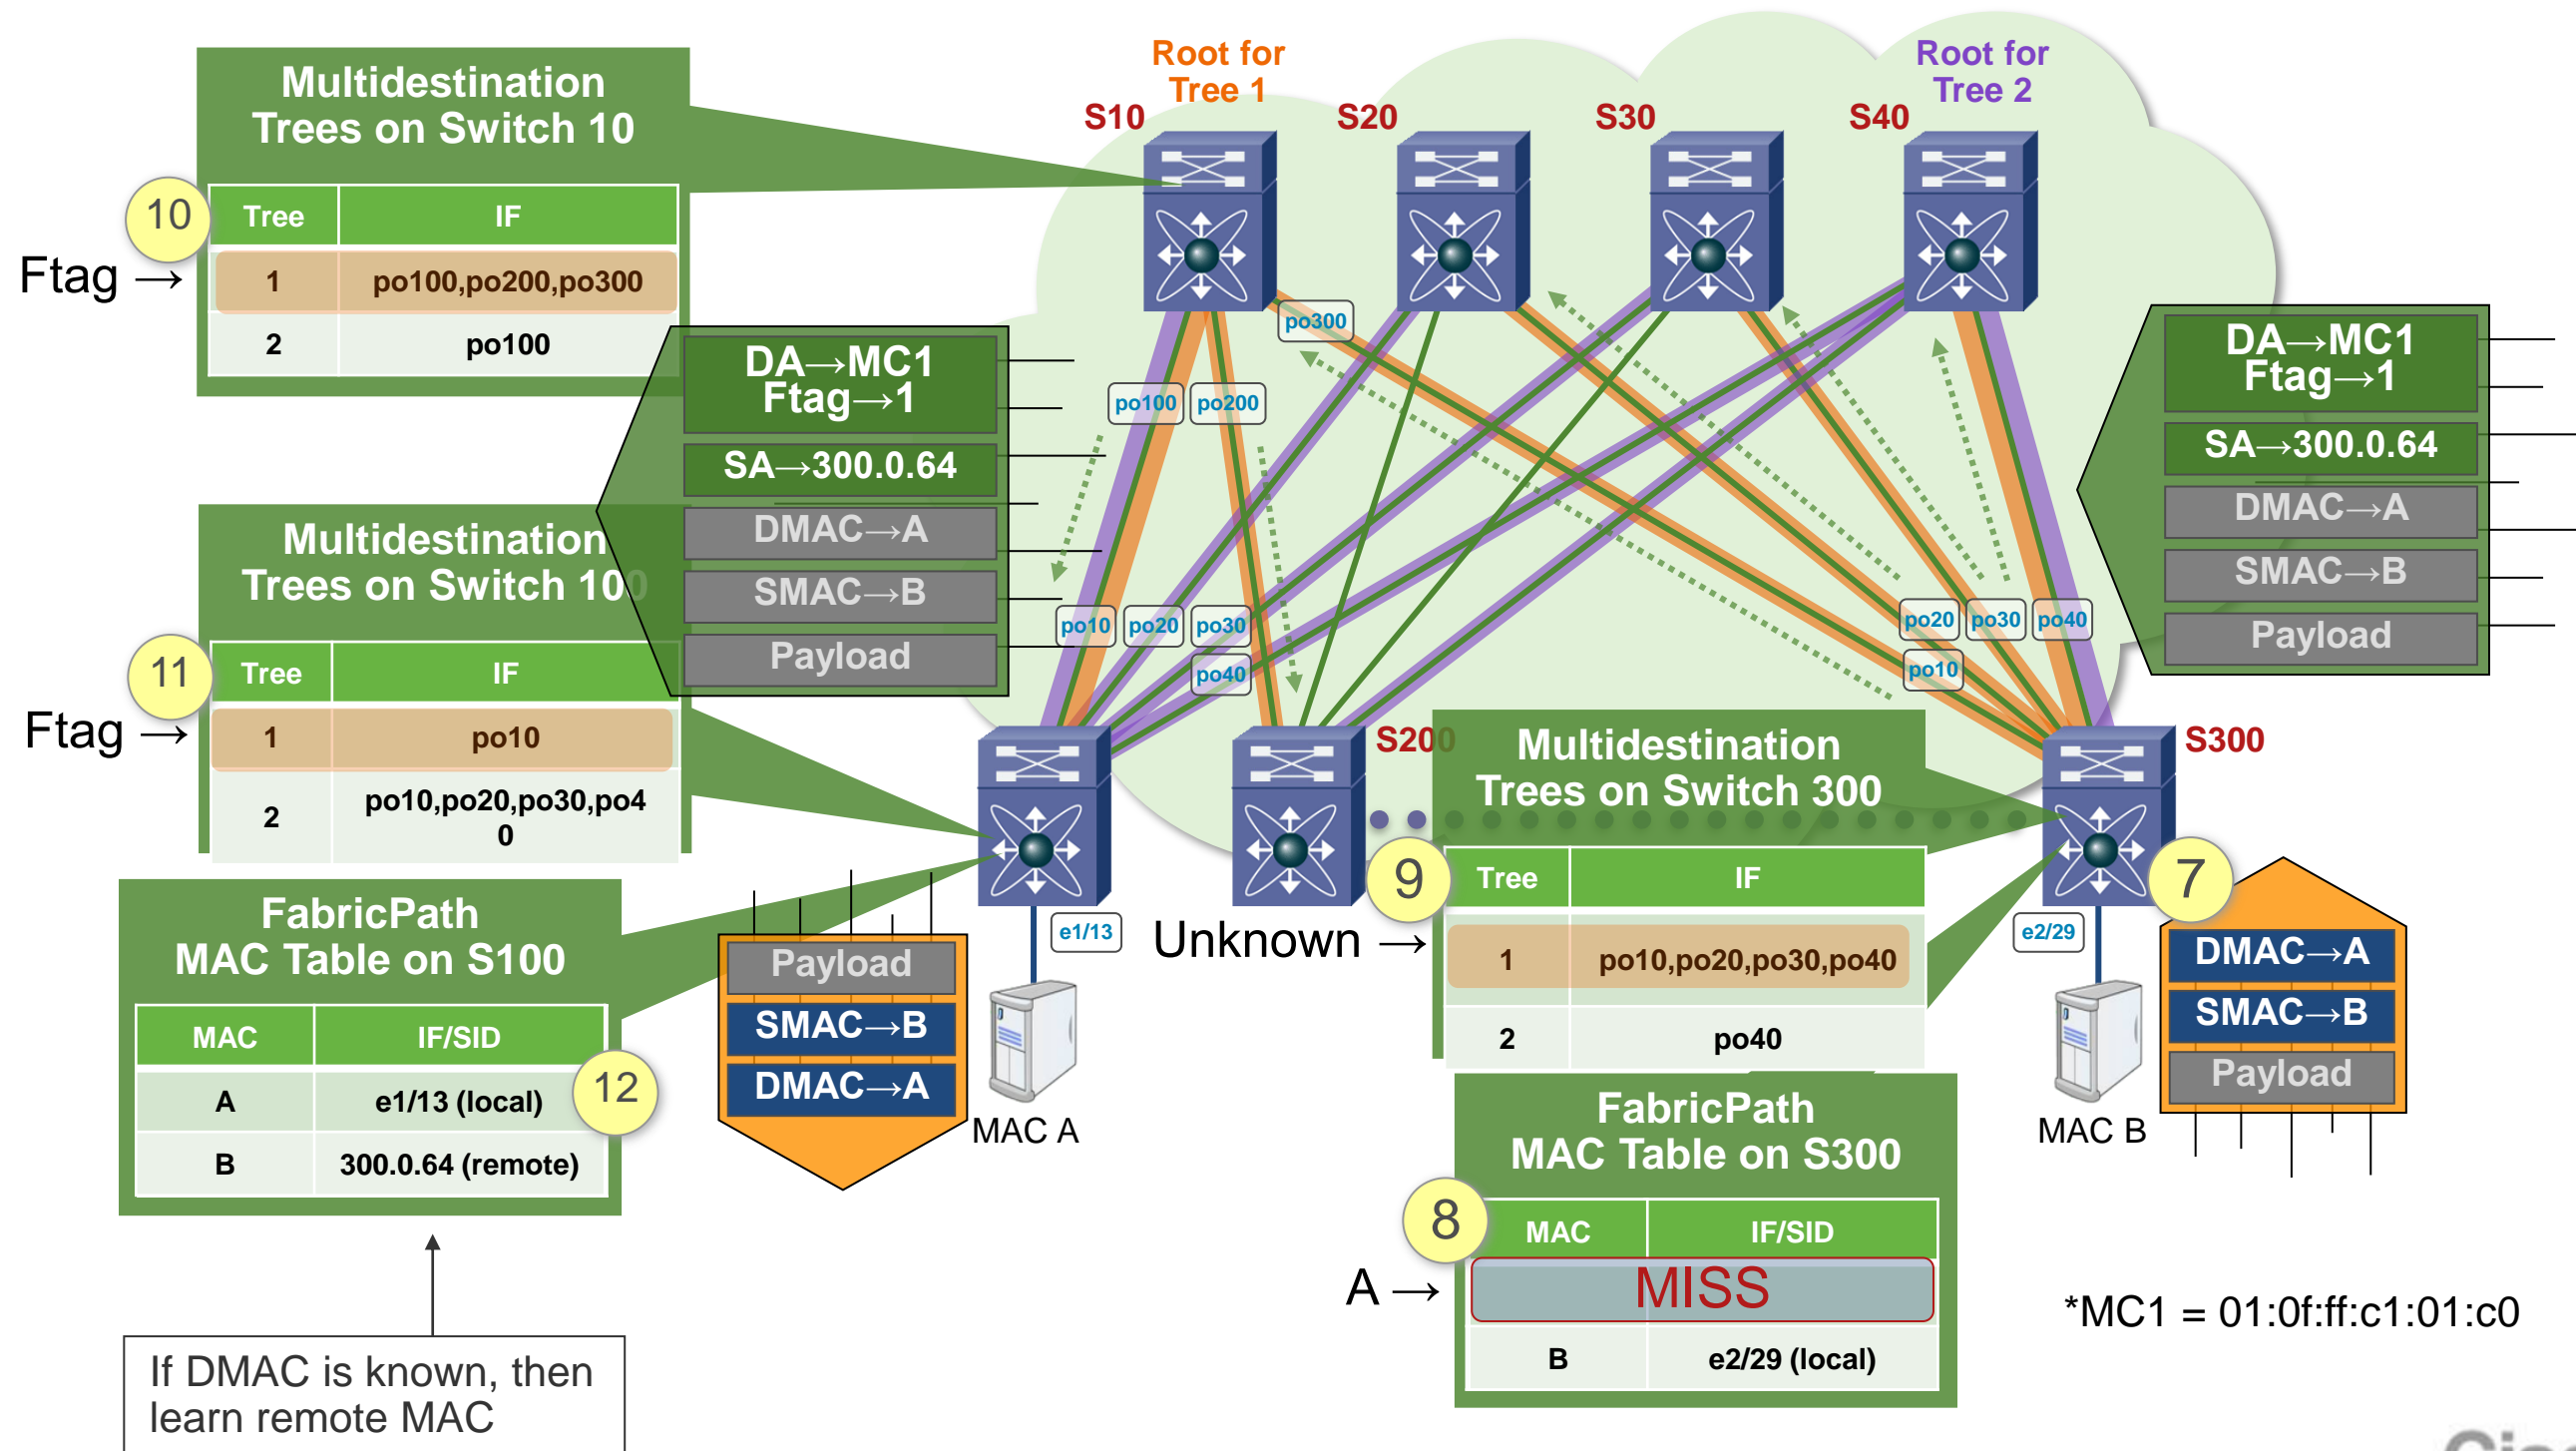 Root for
Tree 1
Root for
Tree 2
S10
S20
S30
S40
Multidestination
Trees on Switch 10
10
Ftag →
Tree IF
1 po100,po200,po300
2 po100
po300
po100
po200
DA→MC1
Ftag→1
SA→300.0.64
DMAC→A
SMAC→B
Payload
DA→MC1
Ftag→1
SA→300.0.64
DMAC→A
SMAC→B
Payload
Multidestination
Trees on Switch 100
11
Ftag →
Tree IF
1 po10
2 po10,po20,po30,po4
0
po10
po20
po30
po40
po20
po30
po40
po10
S200
S300
Multidestination
Trees on Switch 300
9
Unknown →
Tree IF
1 po10,po20,po30,po40
2 po40
7
DMAC→A
SMAC→B
Payload
e1/13
e2/29
FabricPath
MAC Table on S100
MAC IF/SID
A e1/13 (local)
B 300.0.64 (remote)
12
Payload
SMAC→B
DMAC→A
MAC A
MAC B
FabricPath
MAC Table on S300
8
A →
MAC IF/SID
MISS
B e2/29 (local)
*MC1 = 01:0f:ff:c1:01:c0
If DMAC is known, then
learn remote MAC